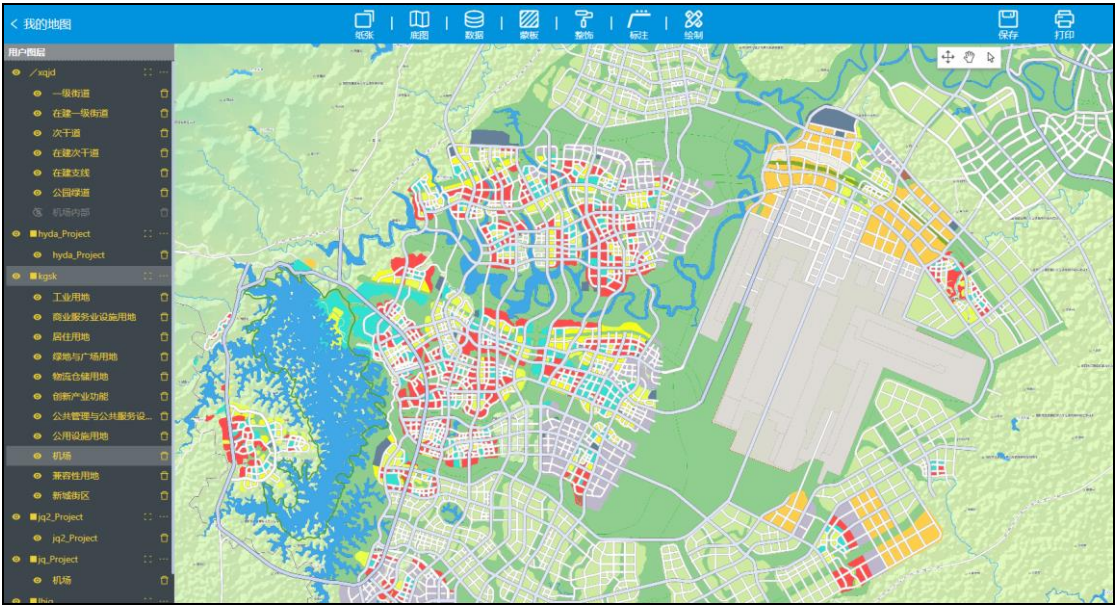 < 我的地图
纸张
底图
数据
蒙板
整饰
标注
绘制
保存
打印
用户图层
xqjd
一级街道
在建一级街道
次干道
在建次干道
在建支线
公园绿道
机场内部
hyda_Project
hyda_Project
kgsk
工业用地
商业服务业设施用地
居住用地
绿地与广场用地
物流仓储用地
创新产业功能
公共管理与公共服务设...
公用设施用地
机场
兼容性用地
新城街区
jq2_Project
jq2_Project
jq_Project
机场